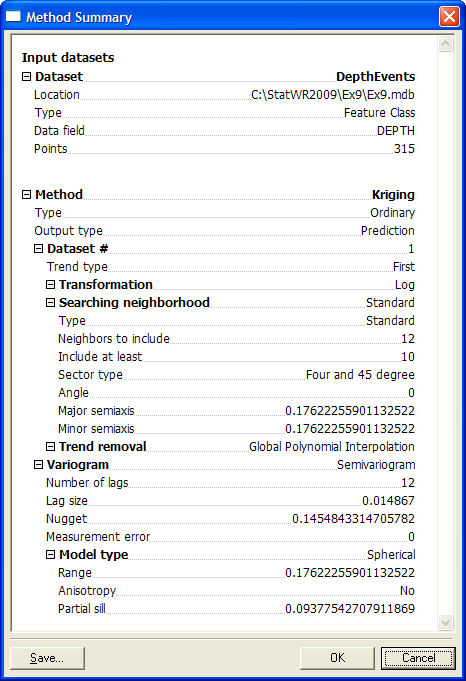 Method Summary
Input datasets
Dataset DepthEvents
Location C:\StatWR2009\Ex9\Ex9.mdb
Type Feature Class
Data field DEPTH
Points 315
Method Kriging
Type Ordinary
Output type Prediction
Dataset # 1
Trend type First
Transformation Log
Searching neighborhood Standard
Type Standard
Neighbors to include 12
Include at least 10
Sector type Four and 45 degree
Angle 0
Major semiaxis 0.17622255901132522
Minor semiaxis 0.17622255901132522
Trend removal Global Polynomial Interpolation
Variogram Semivariogram
Number of lags 12
Lag size 0.014867
Nugget 0.1454843314705782
Measurement error 0
Model type Spherical
Range 0.17622255901132522
Anisotropy No
Partial sill 0.09377542707911869
Save... OK Cancel